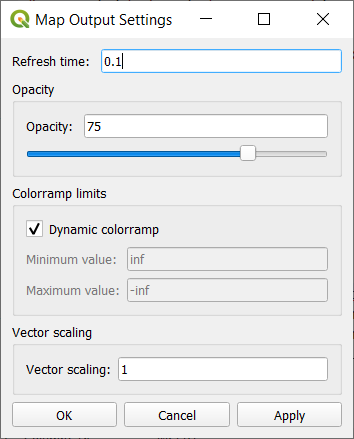 Map Output Settings
Refresh time: 0.1
Opacity
Opacity: 75
Colorramp limits
Dynamic colorramp
Minimum value: inf
Maximum value: -inf
Vector scaling
Vector scaling: 1
OK Cancel Apply